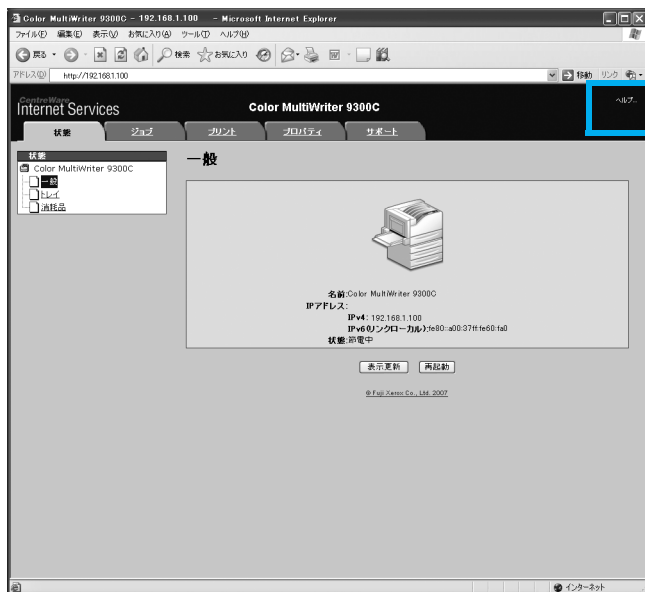 Color MultiWriter 9300C - 192.168.1.100 - Microsoft Internet Explorer
ファイル(F) 編集(E) 表示(V) お気に入り(A) ツール(T) ヘルプ(H)
戻る 検索 お気に入り
アドレス(D) http://192.168.1.100 移動 リンク
CentreWare
Internet Services Color MultiWriter 9300C ヘルプ...
状態 ジョブ プリント プロパティ サポート
状態
Color MultiWriter 9300C
一般
トレイ
消耗品
一般
名前:Color MultiWriter 9300C
IPアドレス:
IPv4: 192.168.1.100
IPv6(リンクローカル):fe80::a00:37ff:fe60:fa0
状態:節電中
表示更新 再起動
© Fuji Xerox Co., Ltd. 2007
インターネット